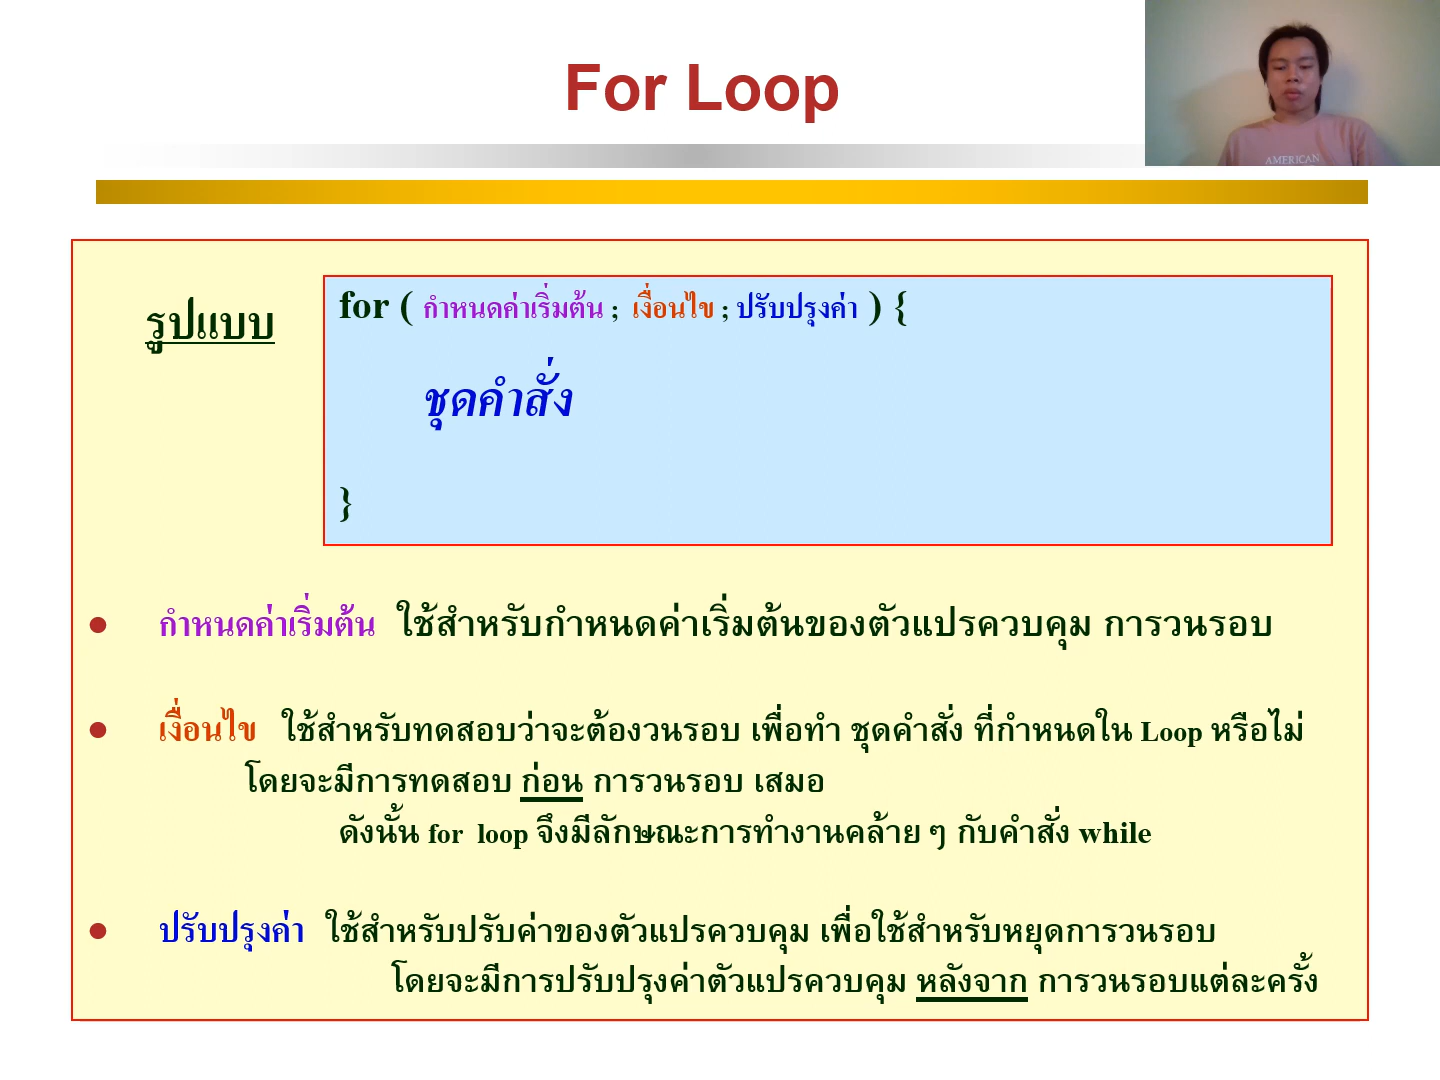 For Loop
AMERICAN
รูปแบบ
for ( กำหนดค่าเริ่มต้น ; เงื่อนไข ; ปรับปรุงค่า ) {
ชุดคำสั่ง
}
กำหนดค่าเริ่มต้น ใช้สำหรับกำหนดค่าเริ่มต้นของตัวแปรควบคุม การวนรอบ
เงื่อนไข ใช้สำหรับทดสอบว่าจะต้องวนรอบ เพื่อทำ ชุดคำสั่ง ที่กำหนดใน Loop หรือไม่
โดยจะมีการทดสอบ ก่อน การวนรอบ เสมอ
ดังนั้น for loop จึงมีลักษณะการทำงานคล้าย ๆ กับคำสั่ง while
ปรับปรุงค่า ใช้สำหรับปรับค่าของตัวแปรควบคุม เพื่อใช้สำหรับหยุดการวนรอบ
โดยจะมีการปรับปรุงค่าตัวแปรควบคุม หลังจาก การวนรอบแต่ละครั้ง